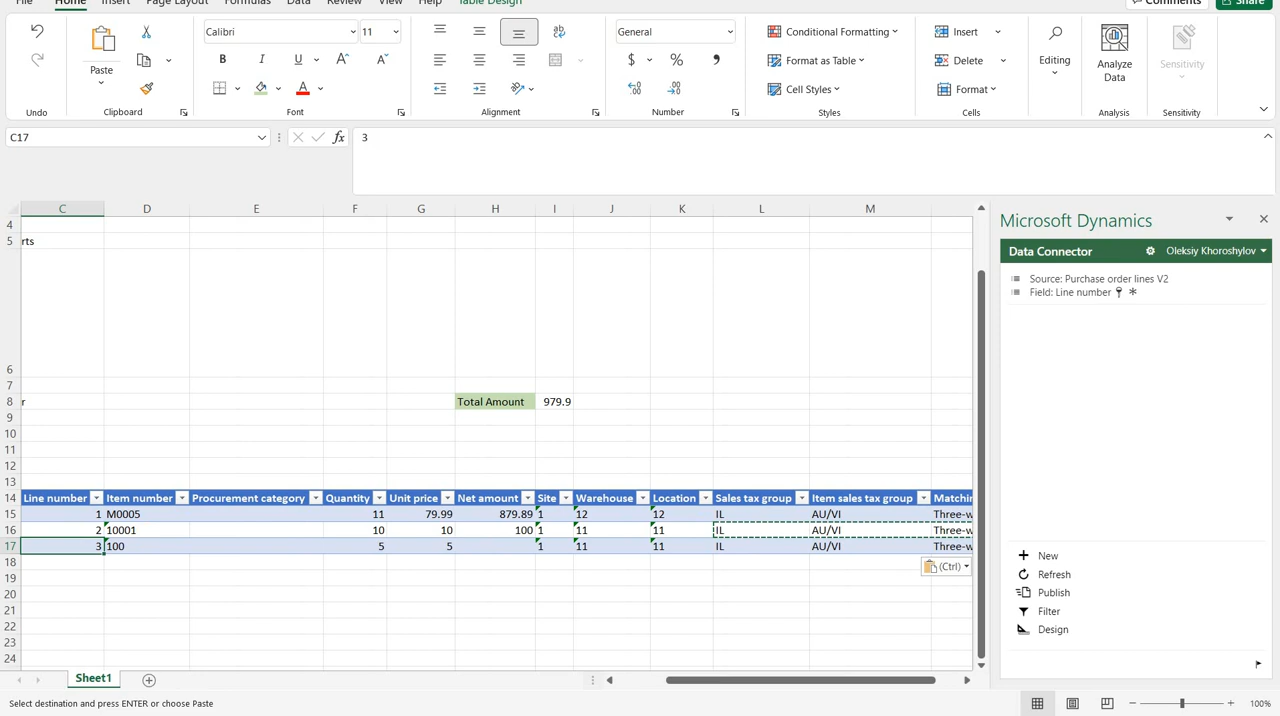 File Home Insert Page Layout Formulas Data Review View Help Table Design Comments Share
Calibri 11 General Conditional Formatting Insert
Paste B I U A A $ % , Format as Table Delete Editing Analyze Data Sensitivity
A Cell Styles Format
Undo Clipboard Font Alignment Number Styles Cells Analysis Sensitivity
C17 fx 3
C D E F G H I J K L M
4
5 rts
6
7
8 r Total Amount 979.9
9
10
11
12
13
14 Line number Item number Procurement category Quantity Unit price Net amount Site Warehouse Location Sales tax group Item sales tax group Matchin
15 1 M0005 11 79.99 879.89 1 12 12 IL AU/VI Three-w
16 2 10001 10 10 100 1 11 11 IL AU/VI Three-w
17 3 100 5 5 1 11 11 IL AU/VI Three-w
18 (Ctrl)
19
20
21
22
23
24
Microsoft Dynamics
Data Connector Oleksiy Khoroshylov
Source: Purchase order lines V2
Field: Line number
New
Refresh
Publish
Filter
Design
Sheet1
Select destination and press ENTER or choose Paste 100%